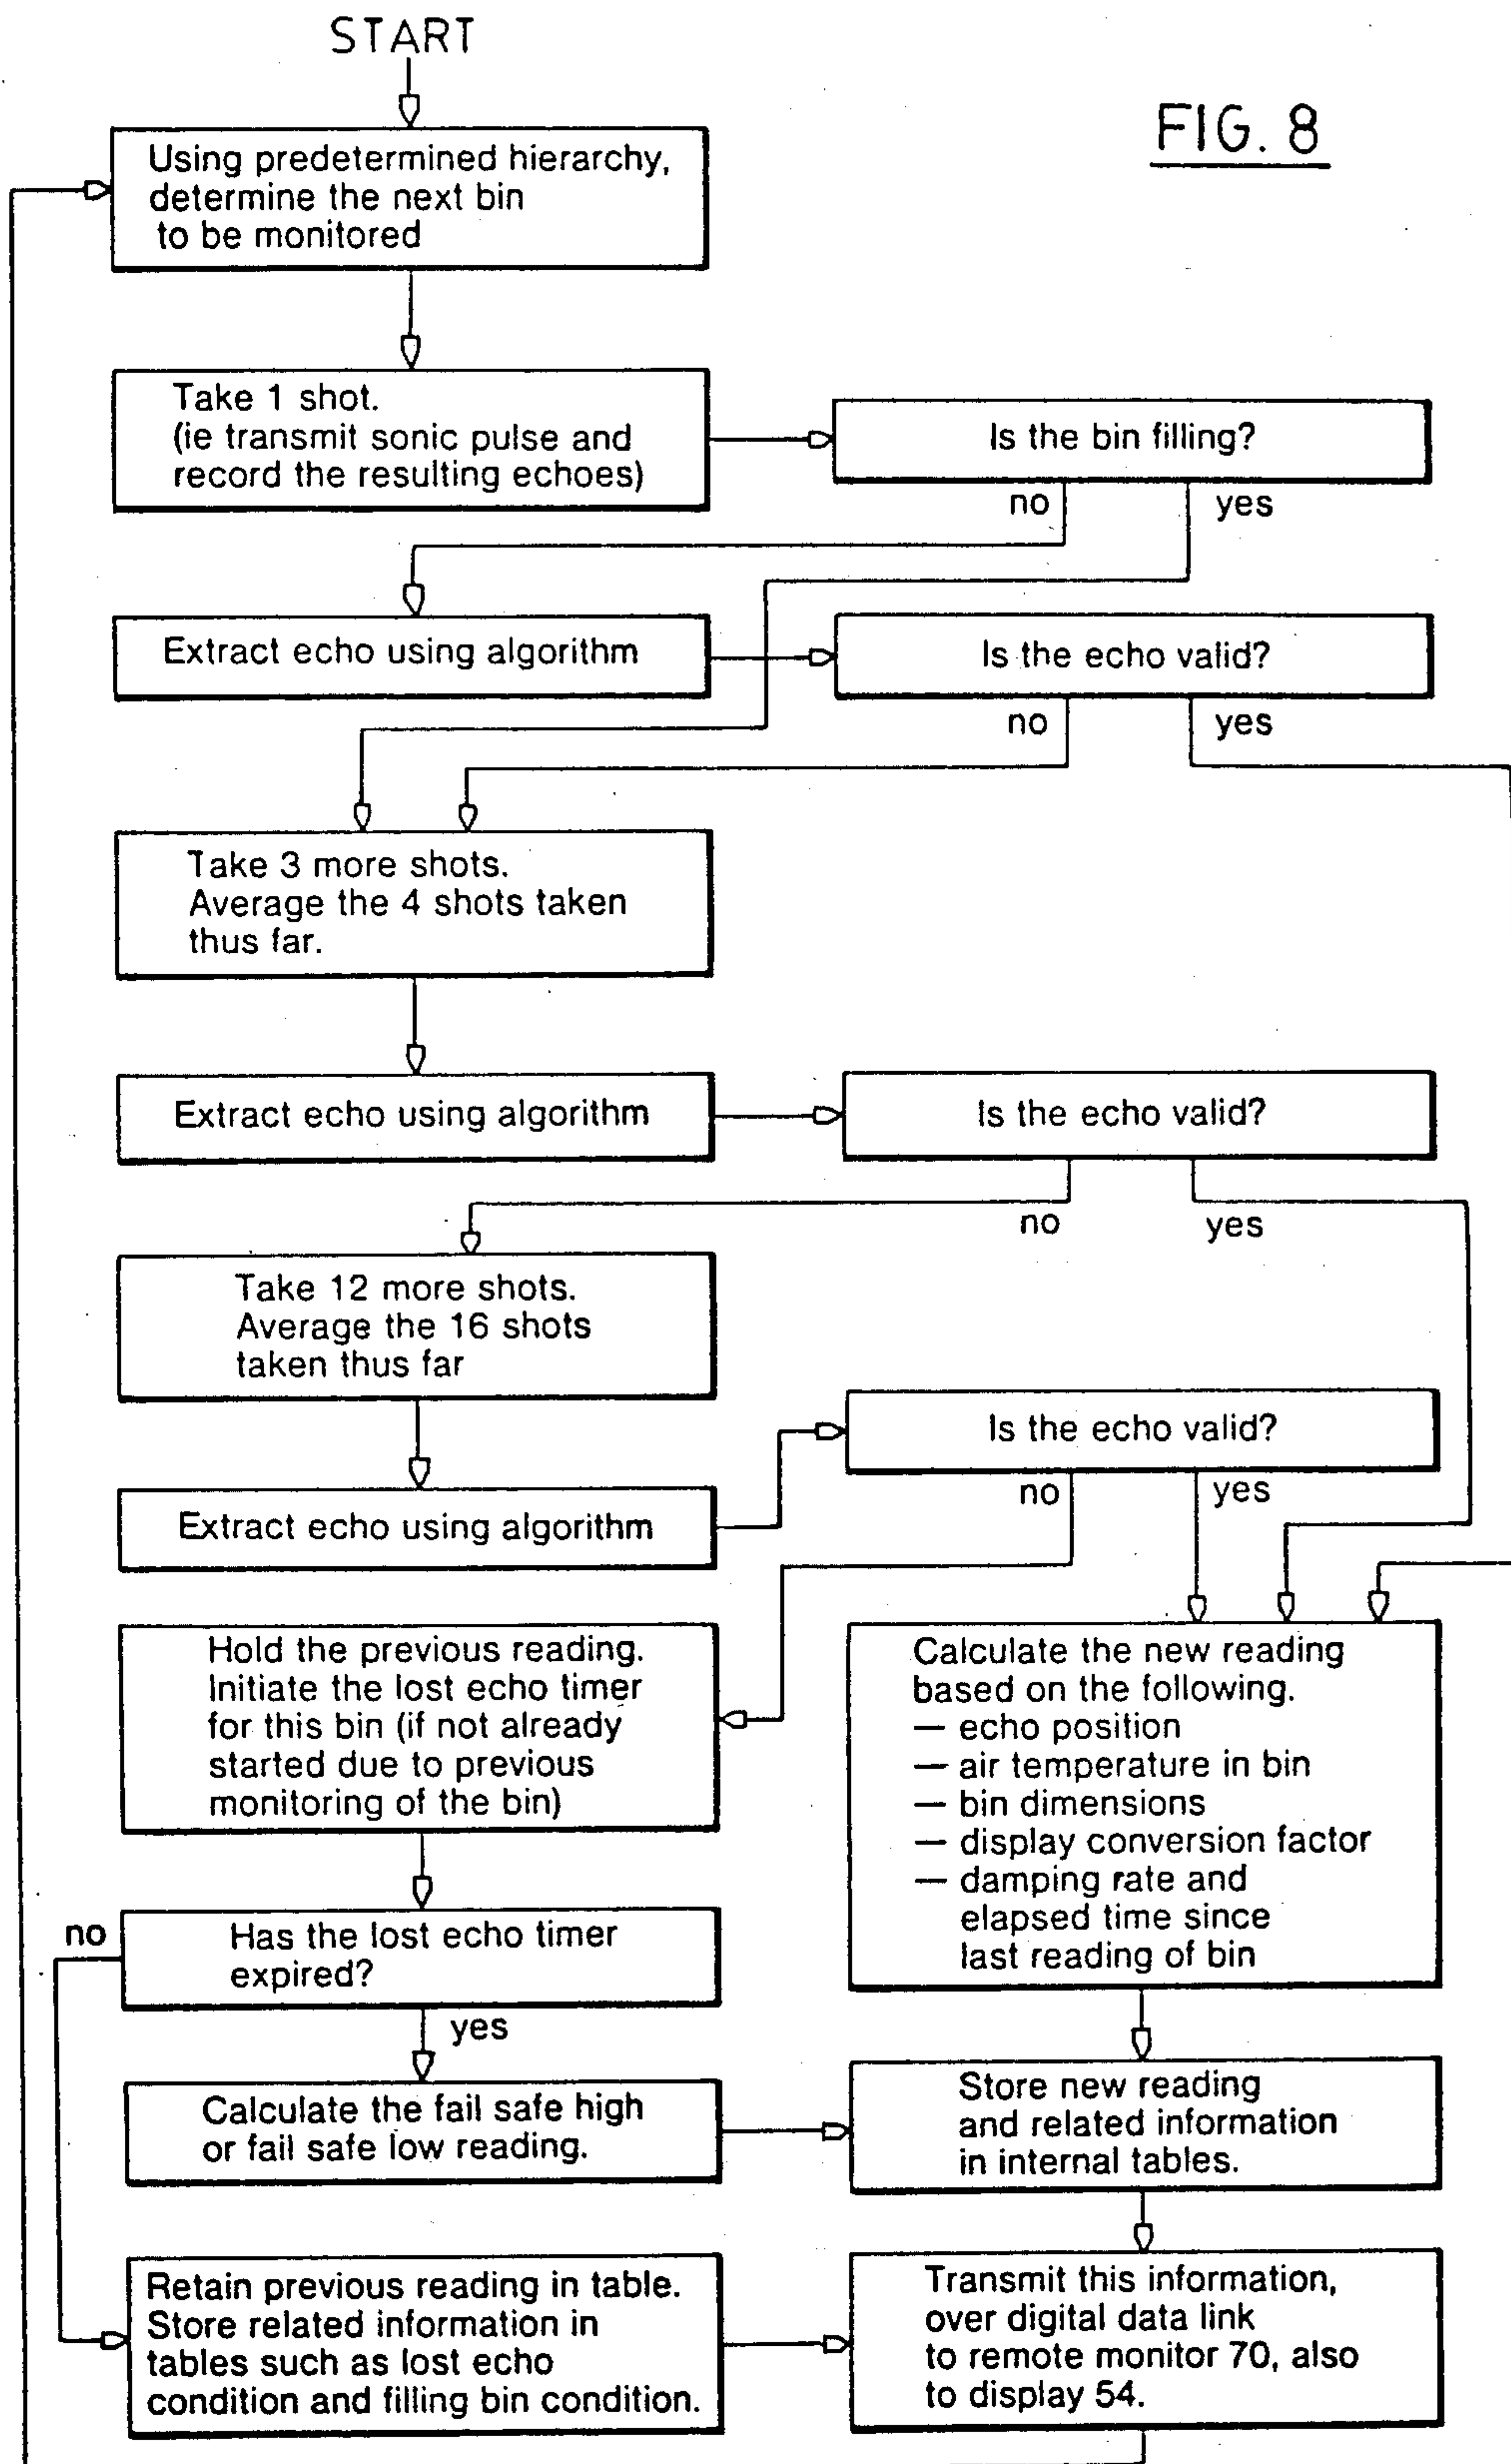 START
FIG. 8
Using predetermined hierarchy,
determine the next bin
to be monitored
Take 1 shot.
(ie transmit sonic pulse and
record the resulting echoes)
Is the bin filling?
no
yes
Extract echo using algorithm
Is the echo valid?
no
yes
Take 3 more shots.
Average the 4 shots taken
thus far.
Extract echo using algorithm
Is the echo valid?
no
yes
Take 12 more shots.
Average the 16 shots
taken thus far
Is the echo valid?
no
yes
Extract echo using algorithm
Hold the previous reading.
Initiate the lost echo timer
for this bin (if not already
started due to previous
monitoring of the bin)
Calculate the new reading
based on the following.
— echo position
— air temperature in bin
— bin dimensions
— display conversion factor
— damping rate and
elapsed time since
last reading of bin
no
Has the lost echo timer
expired?
yes
Calculate the fail safe high
or fail safe low reading.
Store new reading
and related information
in internal tables.
Retain previous reading in table.
Store related information in
tables such as lost echo
condition and filling bin condition.
Transmit this information,
over digital data link
to remote monitor 70, also
to display 54.